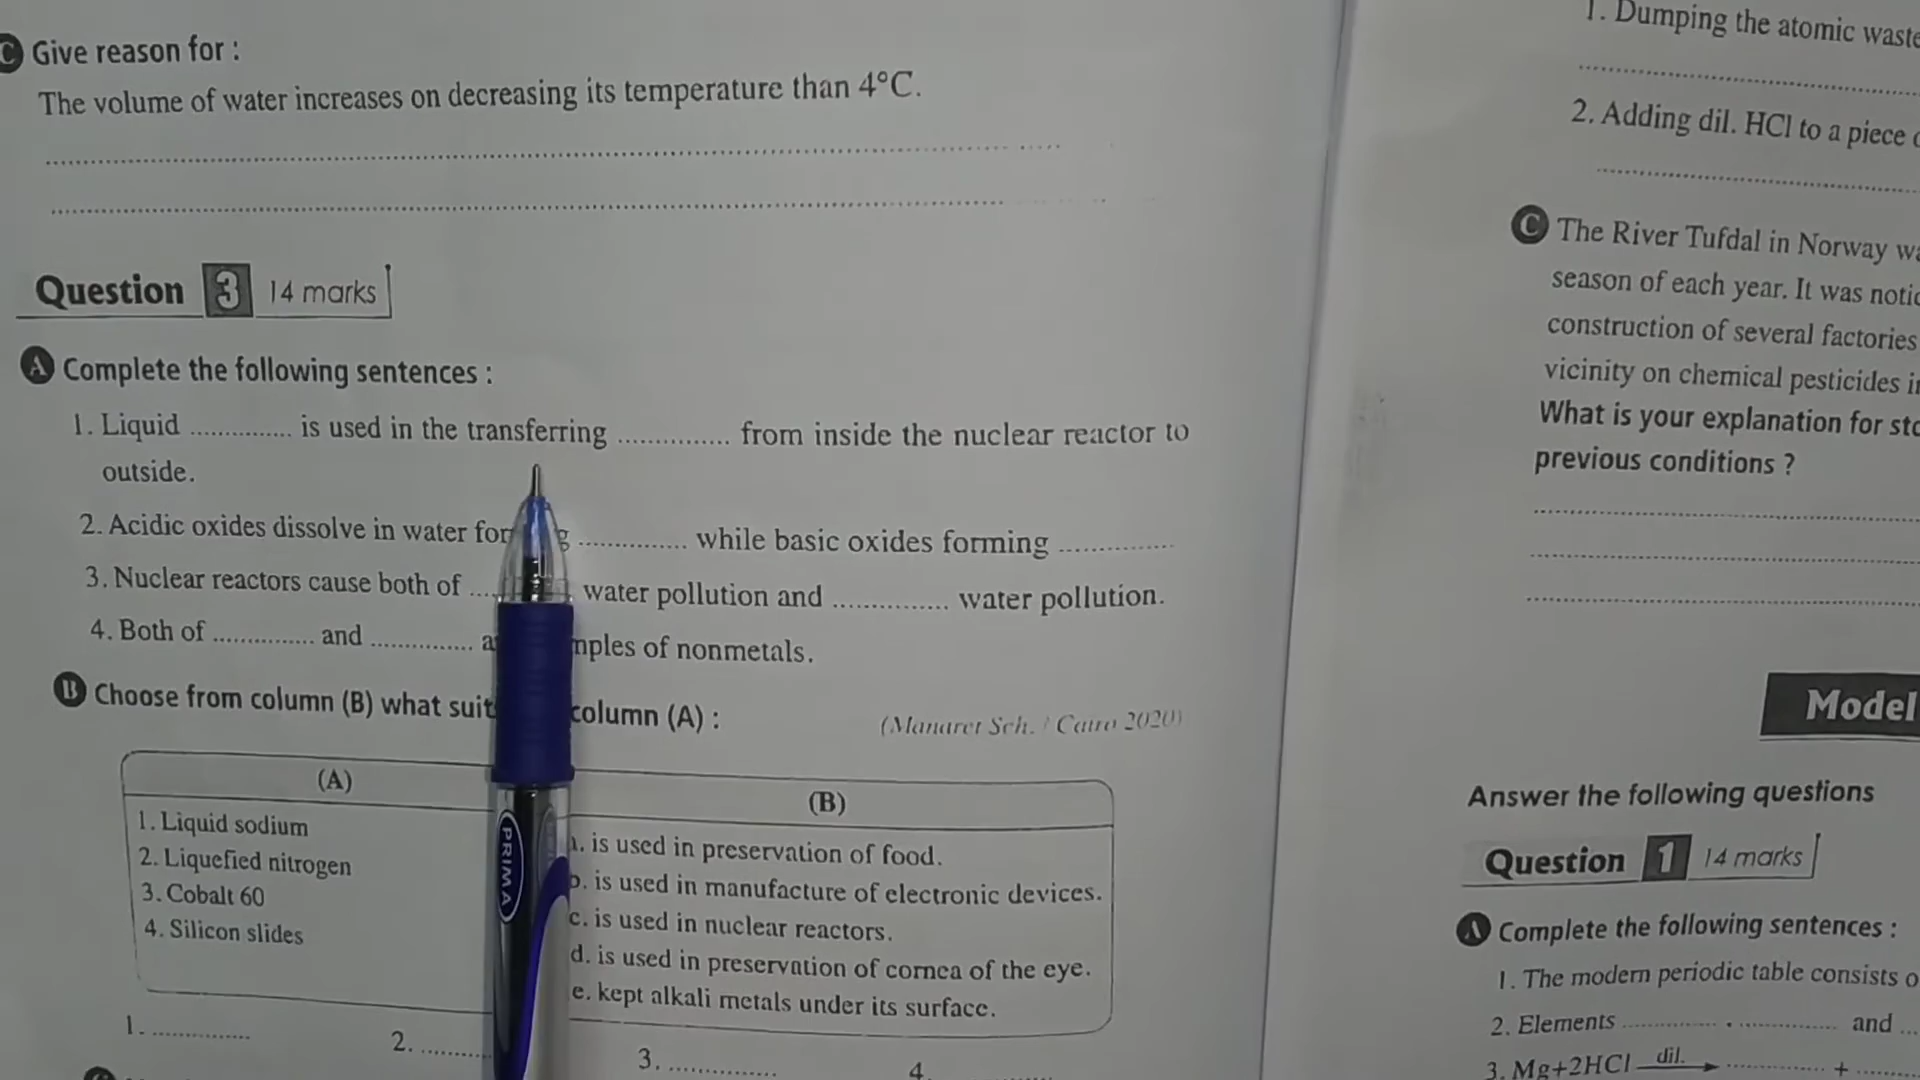 C Give reason for :
The volume of water increases on decreasing its temperature than 4°C.
Question 3 14 marks
A Complete the following sentences :
1. Liquid .............. is used in the transferring .............. from inside the nuclear reactor to
outside.
2. Acidic oxides dissolve in water .............. while basic oxides forming ..............
3. Nuclear reactors cause both of .... water pollution and .............. water pollution.
4. Both of .............. and .............. of nonmetals.
B Choose from column (B) what column (A) :
(Manaret Sch. / Cairo 2020)
(A)
(B)
1. Liquid sodium
2. Liquefied nitrogen
3. Cobalt 60
4. Silicon slides
is used in preservation of food.
b. is used in manufacture of electronic devices.
c. is used in nuclear reactors.
d. is used in preservation of cornea of the eye.
e. kept alkali metals under its surface.
1. ..............
2. ..........
3. ..............
4.
PRIMA
1. Dumping the atomic waste
2. Adding dil. HCl to a piece
C The River Tufdal in Norway
season of each year. It was
construction of several factories
vicinity on chemical pesticides
What is your explanation for
previous conditions ?
Model
Answer the following questions
Question 1 14 marks
A Complete the following sentences :
1. The modern periodic table consists
2. Elements .............. , .............. and ...
3. Mg+2HCl dil. → .............. + ........